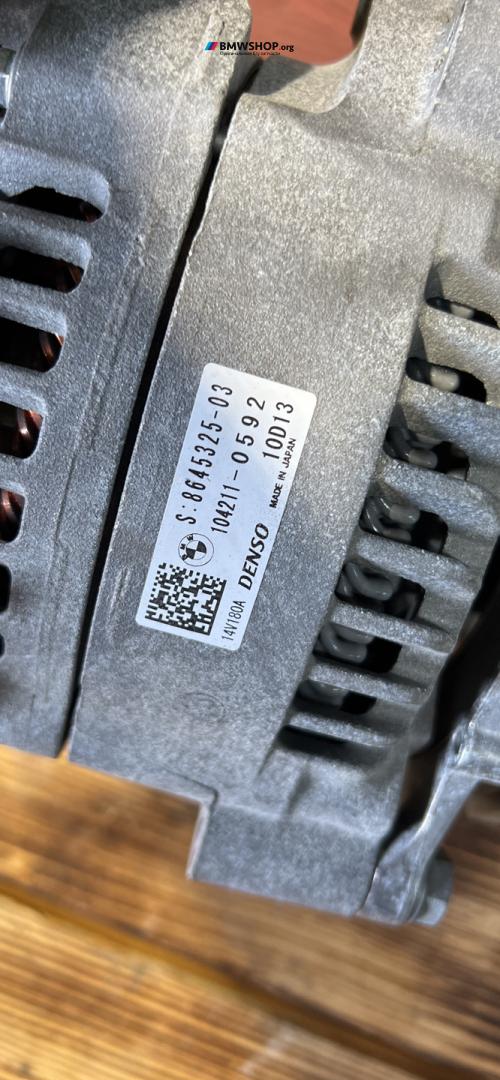 BMWSHOP.org
S:8645325-03
104211-0592
10D13
DENSO
MADE IN JAPAN
14V180A